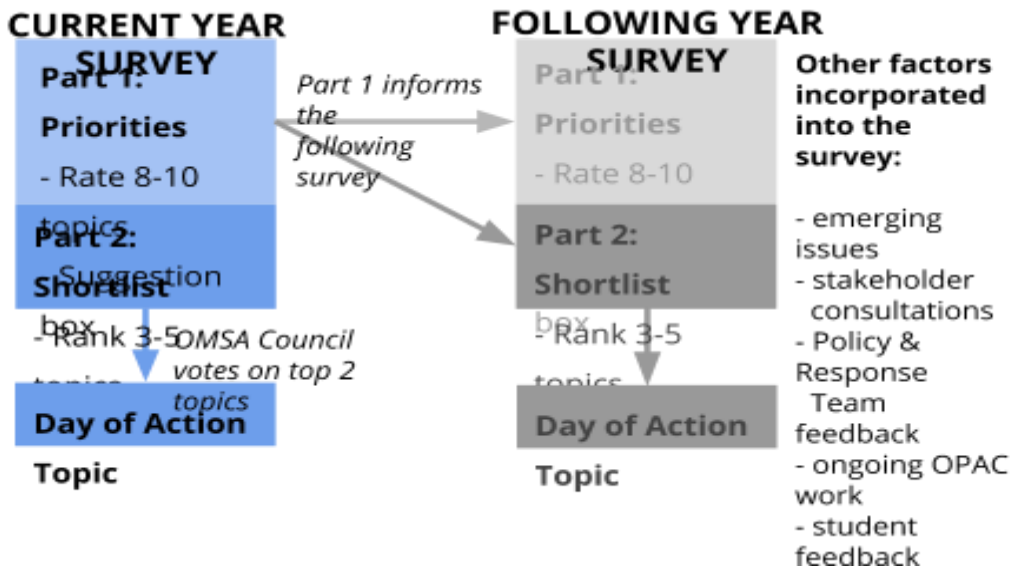 CURRENT YEAR
SURVEY
Part 1:
Priorities
- Rate 8-10
topics
- Suggestion
box
Part 2:
Shortlist
- Rank 3-5
topics
OMSA Council
votes on top 2
topics
Day of Action
Topic
Part 1 informs
the
following
survey
FOLLOWING YEAR
SURVEY
Part 1:
Priorities
- Rate 8-10
box
Part 2:
Shortlist
- Rank 3-5
topics
Day of Action
Topic
Other factors
incorporated
into the
survey:
- emerging
issues
- stakeholder
consultations
- Policy &
Response
Team
feedback
- ongoing OPAC
work
- student
feedback